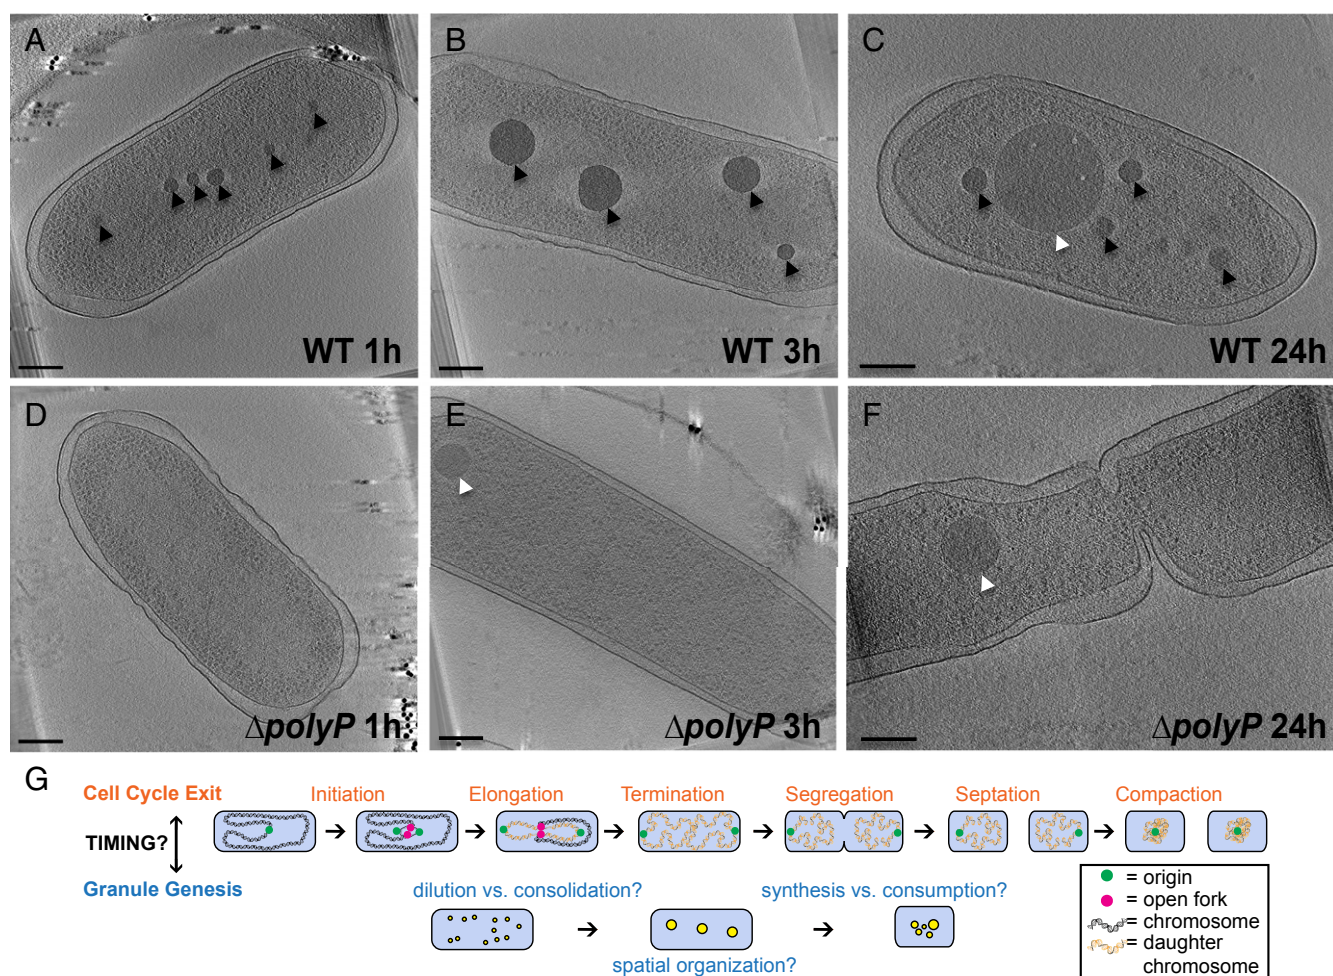 A
WT 1h
B
WT 3h
C
WT 24h
D
ΔpolyP 1h
E
ΔpolyP 3h
F
ΔpolyP 24h
G
Cell Cycle Exit
Initiation
Elongation
Termination
Segregation
Septation
Compaction
TIMING?
Granule Genesis
dilution vs. consolidation?
synthesis vs. consumption?
spatial organization?
= origin
= open fork
= chromosome
= daughter
chromosome